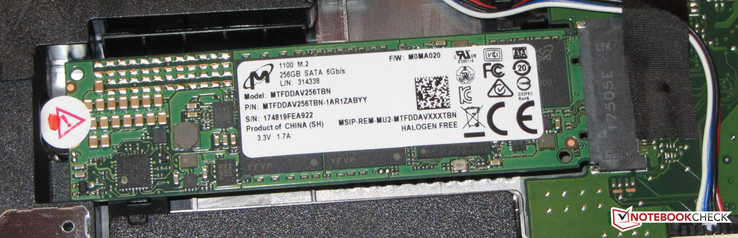 1100 M.2
256GB SATA 6Gb/s
L/N: 314338
Model: MTFDDAV256TBN
P/N: MTFDDAV256TBN-1AR1ZABYY
S/N: 174819FEA922
Product of CHINA (SH)
3.3V 1.7A
F/W: M0MA020
MSIP-REM-MU2-MTFDDAVXXXTBN
HALOGEN FREE
NOTEBOOKCHECK